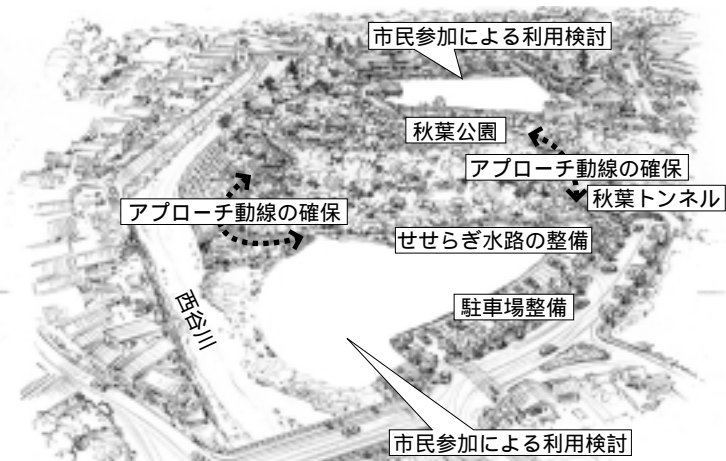 市民参加による利用検討
秋葉公園
アプローチ動線の確保
秋葉トンネル
アプローチ動線の確保
せせらぎ水路の整備
駐車場整備
西谷川
市民参加による利用検討